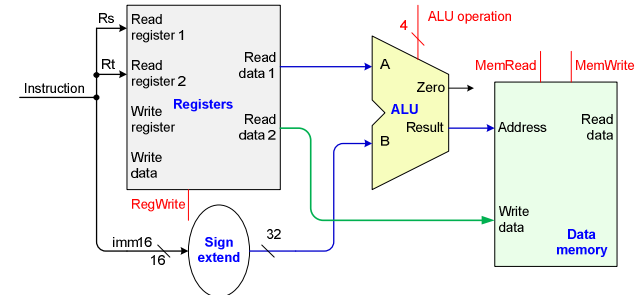 Instruction
Rs
Rt
imm16
16
Read
register 1
Read
register 2
Write
register
Write
data
Registers
Read
data 1
Read
data 2
RegWrite
Sign
extend
32
4
ALU operation
A
B
ALU
Zero
Result
MemRead
MemWrite
Address
Read
data
Write
data
Data
memory